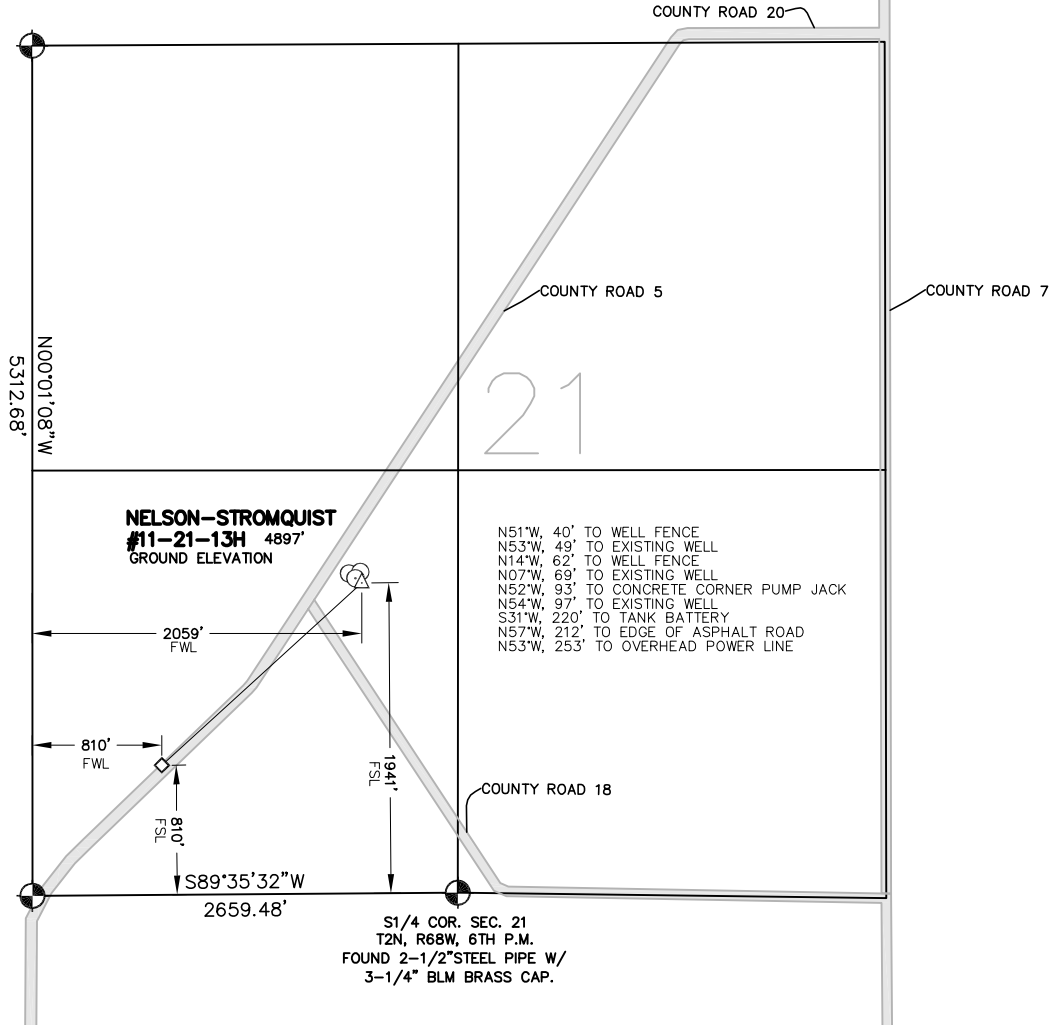 COUNTY ROAD 20
COUNTY ROAD 5
COUNTY ROAD 7
N00°01'08"W
5312.68'
21
NELSON-STROMQUIST
#11-21-13H 4897'
GROUND ELEVATION
N51°W, 40' TO WELL FENCE
N53°W, 49' TO EXISTING WELL
N14°W, 62' TO WELL FENCE
N07°W, 69' TO EXISTING WELL
N52°W, 93' TO CONCRETE CORNER PUMP JACK
N54°W, 97' TO EXISTING WELL
S31°W, 220' TO TANK BATTERY
N57°W, 212' TO EDGE OF ASPHALT ROAD
N53°W, 253' TO OVERHEAD POWER LINE
2059'
FWL
810'
FWL
1941'
FSL
810'
FSL
COUNTY ROAD 18
S89°35'32"W
2659.48'
S1/4 COR. SEC. 21
T2N, R68W, 6TH P.M.
FOUND 2-1/2"STEEL PIPE W/
3-1/4" BLM BRASS CAP.